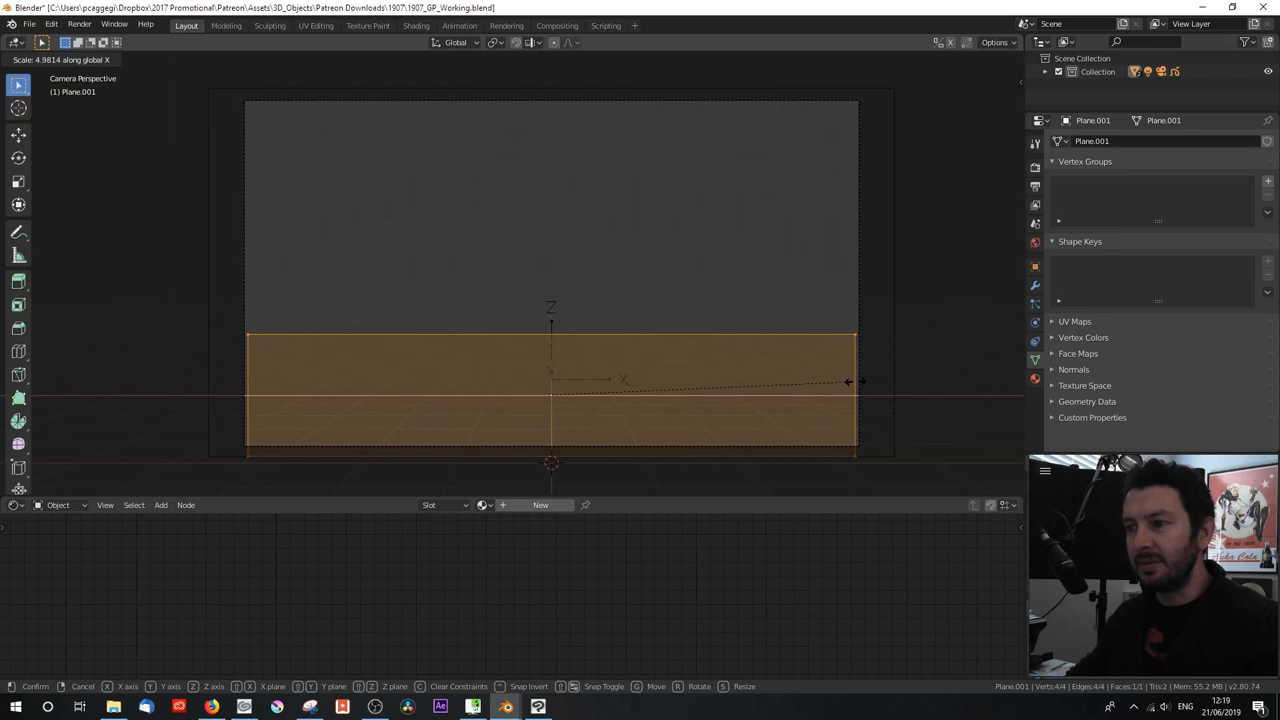 Blender* [C:\Users\pcaggegi\Dropbox\2017 Promotional\Patreon\Assets\3D_Objects\Patreon Downloads\1907\1907_GP_Working.blend]
File Edit Render Window Help Layout Modeling Sculpting UV Editing Texture Paint Shading Animation Rendering Compositing Scripting + Scene View Layer
Global Options
Scale: 4.9814 along global X
Camera Perspective
(1) Plane.001
Scene Collection
Collection
Plane.001 Plane.001
Plane.001
Vertex Groups
Shape Keys
UV Maps
Vertex Colors
Face Maps
Normals
Texture Space
Geometry Data
Custom Properties
Z
X
Object View Select Add Node Slot New
Confirm Cancel X X axis Y Y axis Z Z axis X X plane Y Y plane Z Z plane C Clear Constraints Snap Invert Snap Toggle G Move R Rotate S Resize Plane.001 | Verts:4/4 | Edges:4/4 | Faces:1/1 | Tris:2 | Mem: 55.2 MB | v2.80.74
Ae ENG 12:19
21/06/2019